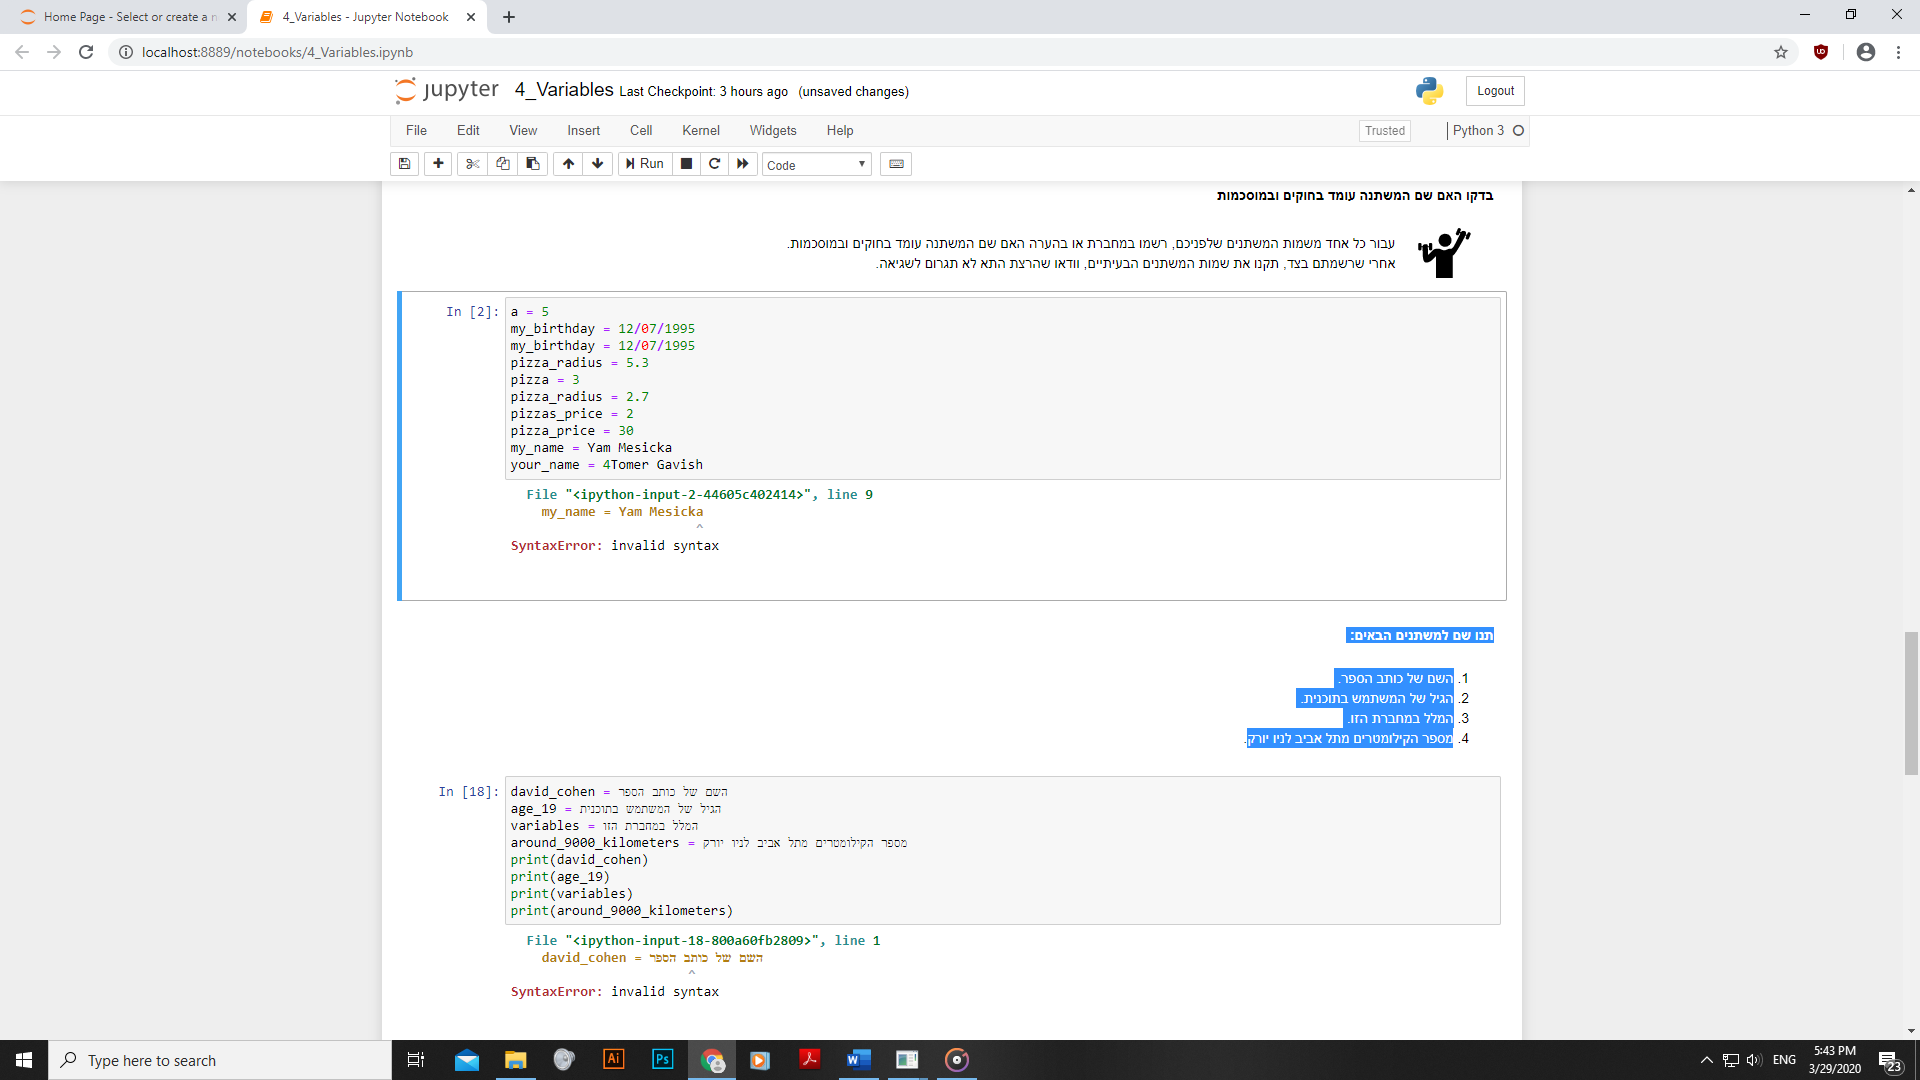 Home Page - Select or create a n
4_Variables - Jupyter Notebook
localhost:8889/notebooks/4_Variables.ipynb
jupyter 4_Variables Last Checkpoint: 3 hours ago (unsaved changes)
Logout
File Edit View Insert Cell Kernel Widgets Help
Trusted
Python 3
Run
Code
בדקו האם שם המשתנה עומד בחוקים ובמוסכמות
עבור כל אחד משמות המשתנים שלפניכם, רשמו במחברת או בהערה האם שם המשתנה עומד בחוקים ובמוסכמות.
אחרי שרשמתם בצד, תקנו את שמות המשתנים הבעיתיים, וודאו שהרצת התא לא תגרום לשגיאה.
In [2]:
a = 5
my_birthday = 12/07/1995
my_birthday = 12/07/1995
pizza_radius = 5.3
pizza = 3
pizza_radius = 2.7
pizzas_price = 2
pizza_price = 30
my_name = Yam Mesicka
your_name = 4Tomer Gavish
File "<ipython-input-2-44605c402414>", line 9
my_name = Yam Mesicka
^
SyntaxError: invalid syntax
תנו שם למשתנים הבאים:
1. השם של כותב הספר.
2. הגיל של המשתמש בתוכנית.
3. המלל במחברת הזו.
4. מספר הקילומטרים מתל אביב לניו יורק.
In [18]:
david_cohen = השם של כותב הספר
age_19 = הגיל של המשתמש בתוכנית
variables = המלל במחברת הזו
around_9000_kilometers = מספר הקילומטרים מתל אביב לניו יורק
print(david_cohen)
print(age_19)
print(variables)
print(around_9000_kilometers)
File "<ipython-input-18-800a60fb2809>", line 1
david_cohen = השם של כותב הספר
^
SyntaxError: invalid syntax
Type here to search
Ai
Ps
W
ENG
5:43 PM
3/29/2020
23